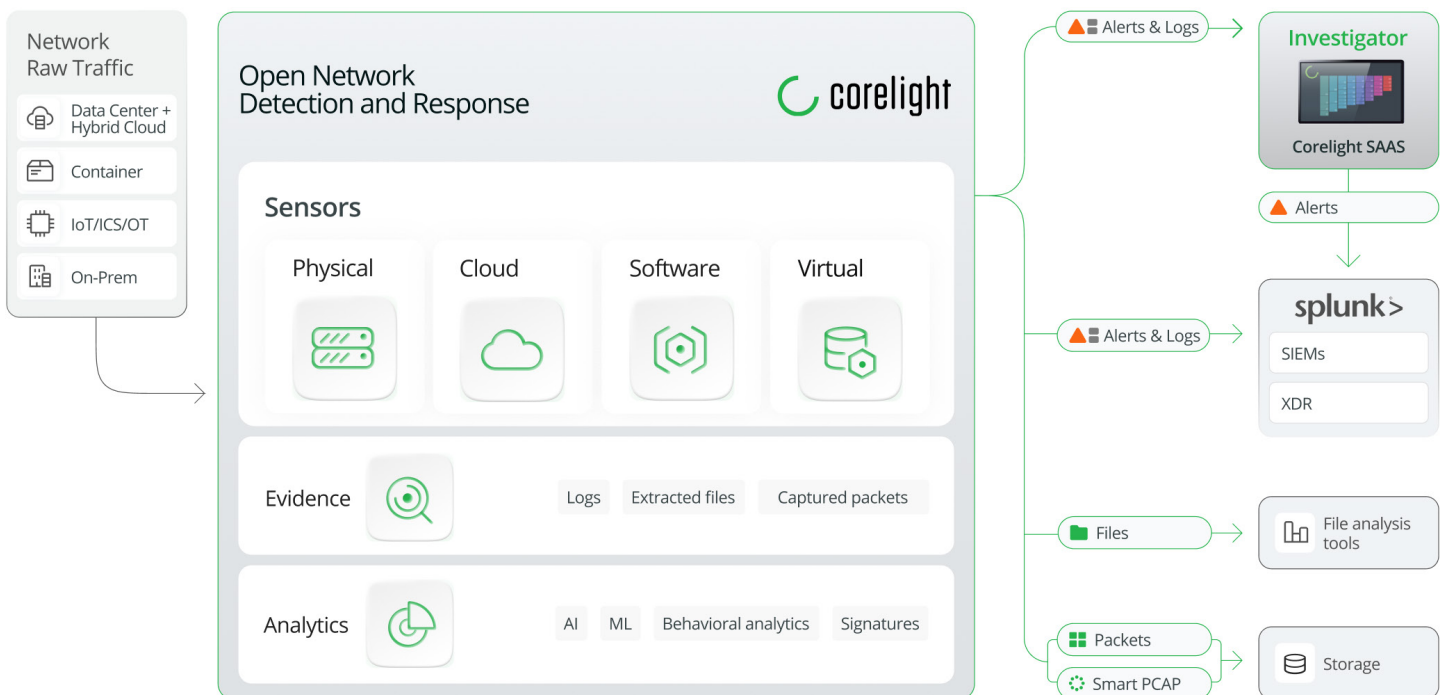 Network
Raw Traffic
Data Center +
Hybrid Cloud
Container
IoT/ICS/OT
On-Prem
Open Network
Detection and Response
corelight
Sensors
Physical
Cloud
Software
Virtual
Evidence
Logs
Extracted files
Captured packets
Analytics
AI
ML
Behavioral analytics
Signatures
Alerts & Logs
Investigator
Corelight SAAS
Alerts
Alerts & Logs
splunk>
SIEMs
XDR
Files
File analysis
tools
Packets
Smart PCAP
Storage